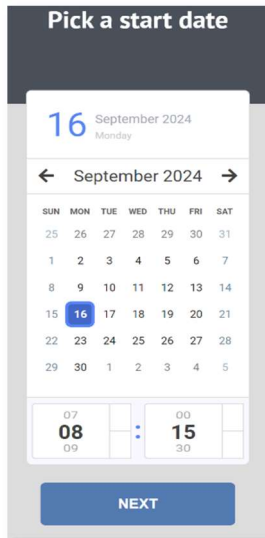 Pick a start date
16 September 2024
Monday
← September 2024 →
SUN MON TUE WED THU FRI SAT
25 26 27 28 29 30 31
1 2 3 4 5 6 7
8 9 10 11 12 13 14
15 16 17 18 19 20 21
22 23 24 25 26 27 28
29 30 1 2 3 4 5
07 00
08 : 15
09 30
NEXT